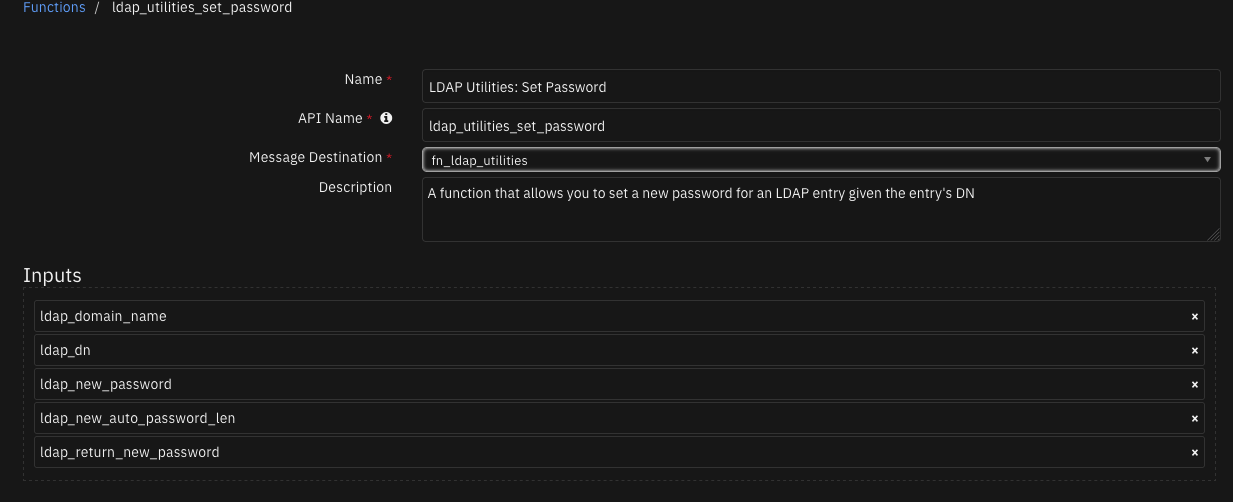 Functions / ldap_utilities_set_password
Name *
LDAP Utilities: Set Password
API Name *
ldap_utilities_set_password
Message Destination *
fn_ldap_utilities
Description
A function that allows you to set a new password for an LDAP entry given the entry's DN
Inputs
ldap_domain_name ×
ldap_dn ×
ldap_new_password ×
ldap_new_auto_password_len ×
ldap_return_new_password ×